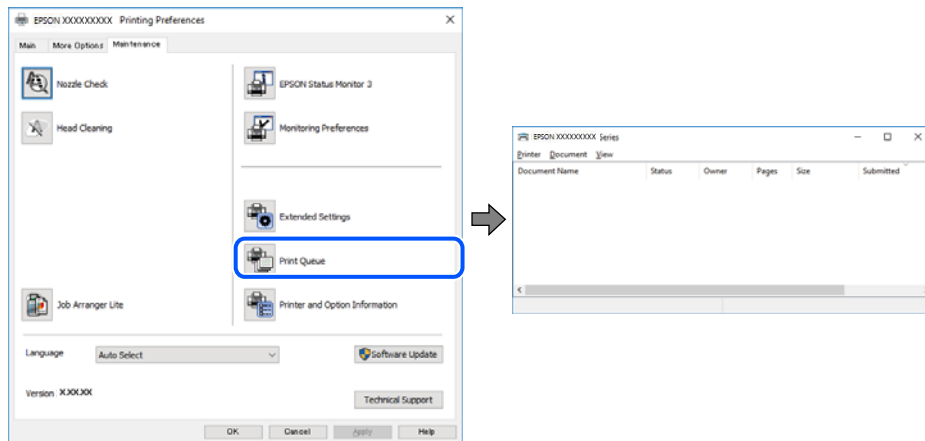 EPSON XXXXXXXXX Printing Preferences
Main More Options Maintenance
Nozzle Check
EPSON Status Monitor 3
Head Cleaning
Monitoring Preferences
Extended Settings
Print Queue
Job Arranger Lite
Printer and Option Information
Language Auto Select
Software Update
Version X.XX.XX
Technical Support
OK Cancel Apply Help
EPSON XXXXXXXXX Series
Printer Document View
Document Name Status Owner Pages Size Submitted